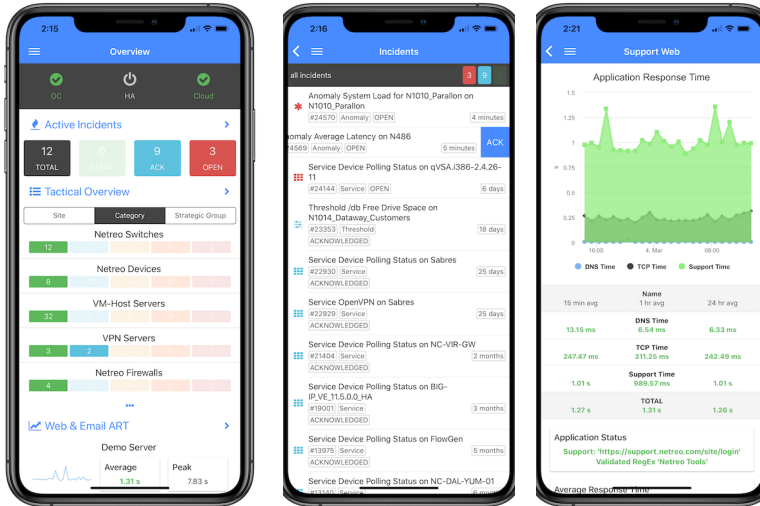 2:15
Overview
OC
HA
Cloud
Active Incidents
12
0
9
3
TOTAL
CLEAR
ACK
OPEN
Tactical Overview
Site
Category
Strategic Group
Netreo Switches
12
Netreo Devices
8
VM-Host Servers
32
VPN Servers
3
2
Netreo Firewalls
4
Web & Email ART
Demo Server
Average
Peak
1.31 s
7.83 s
2:16
Incidents
all incidents
3
9
Anomaly System Load for N1010_Parallon on
N1010_Parallon
#24570 Anomaly OPEN
4 minutes
nomaly Average Latency on N486
24569 Anomaly OPEN
5 minutes
ACK
Service Device Polling Status on qVSA.i386-2.4.26-
11
#24144 Service OPEN
6 days
Threshold /db Free Drive Space on
N1014_Dataway_Customers
#23353 Threshold
18 days
ACKNOWLEDGED
Service Device Polling Status on Sabres
#22930 Service
25 days
ACKNOWLEDGED
Service OpenVPN on Sabres
#22929 Service
25 days
ACKNOWLEDGED
Service Device Polling Status on NC-VIR-GW
#21404 Service
2 months
ACKNOWLEDGED
Service Device Polling Status on BIG-
IP_VE_11.5.0.0_HA
#19001 Service
3 months
ACKNOWLEDGED
Service Device Polling Status on FlowGen
#13975 Service
5 months
ACKNOWLEDGED
Service Device Polling Status on NC-DAL-YUM-01
#13140 Service
6 months
2:21
Support Web
Application Response Time
1.5
1.25
1
0.75
0.5
0.25
0
s
16:00
4. Mar
08:00
DNS Time
TCP Time
Support Time
Name
15 min avg
1 hr avg
24 hr avg
DNS Time
13.15 ms
6.54 ms
6.33 ms
TCP Time
247.47 ms
311.25 ms
242.49 ms
Support Time
1.01 s
989.57 ms
1.01 s
TOTAL
1.27 s
1.31 s
1.26 s
Application Status
Support: 'https://support.netreo.com/site/login'
Validated RegEx 'Netreo Tools'
Average Response Time